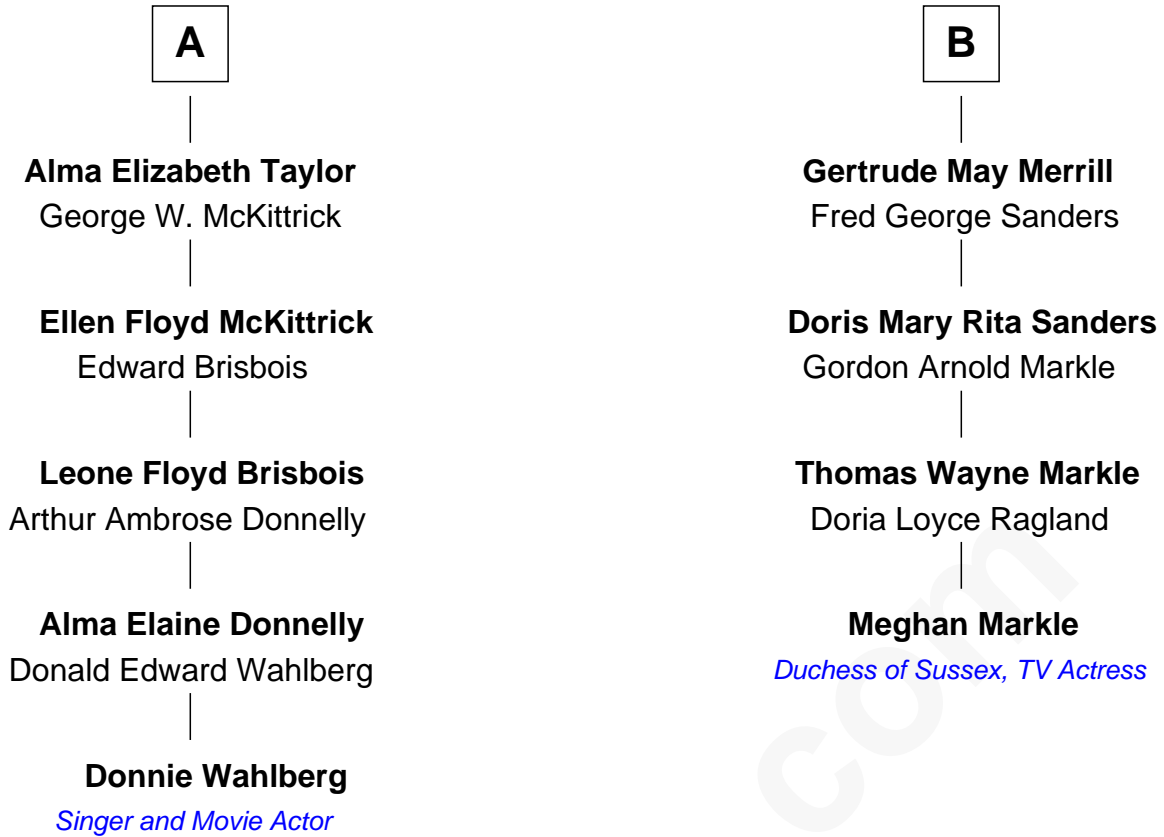 A
Alma Elizabeth Taylor
George W. McKittrick
Ellen Floyd McKittrick
Edward Brisbois
Leone Floyd Brisbois
Arthur Ambrose Donnelly
Alma Elaine Donnelly
Donald Edward Wahlberg
Donnie Wahlberg
Singer and Movie Actor
B
Gertrude May Merrill
Fred George Sanders
Doris Mary Rita Sanders
Gordon Arnold Markle
Thomas Wayne Markle
Doria Loyce Ragland
Meghan Markle
Duchess of Sussex, TV Actress
com